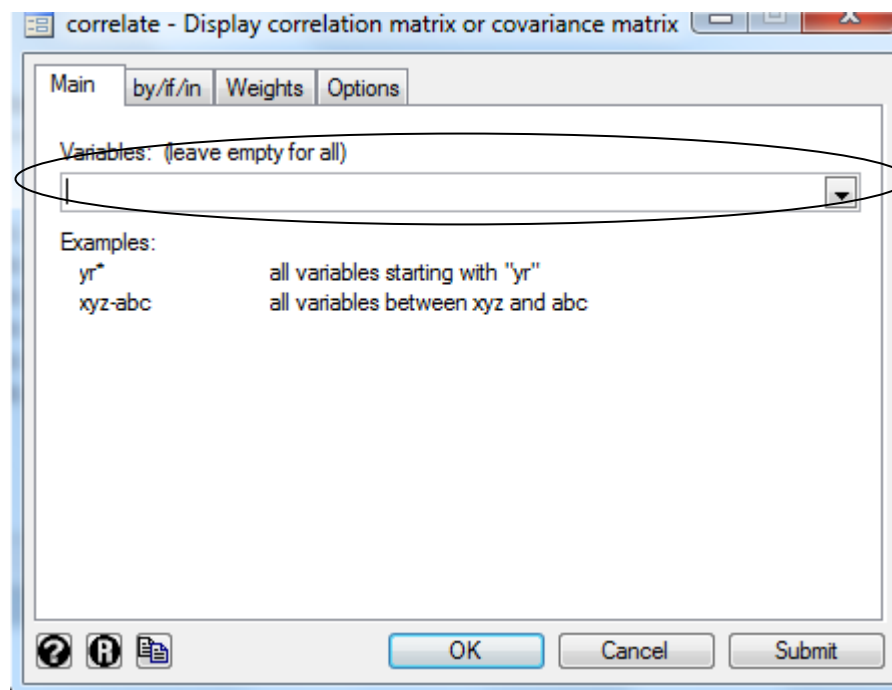 correlate - Display correlation matrix or covariance matrix
Main by/if/in Weights Options
Variables: (leave empty for all)
Examples:
yr* all variables starting with "yr"
xyz-abc all variables between xyz and abc
OK Cancel Submit